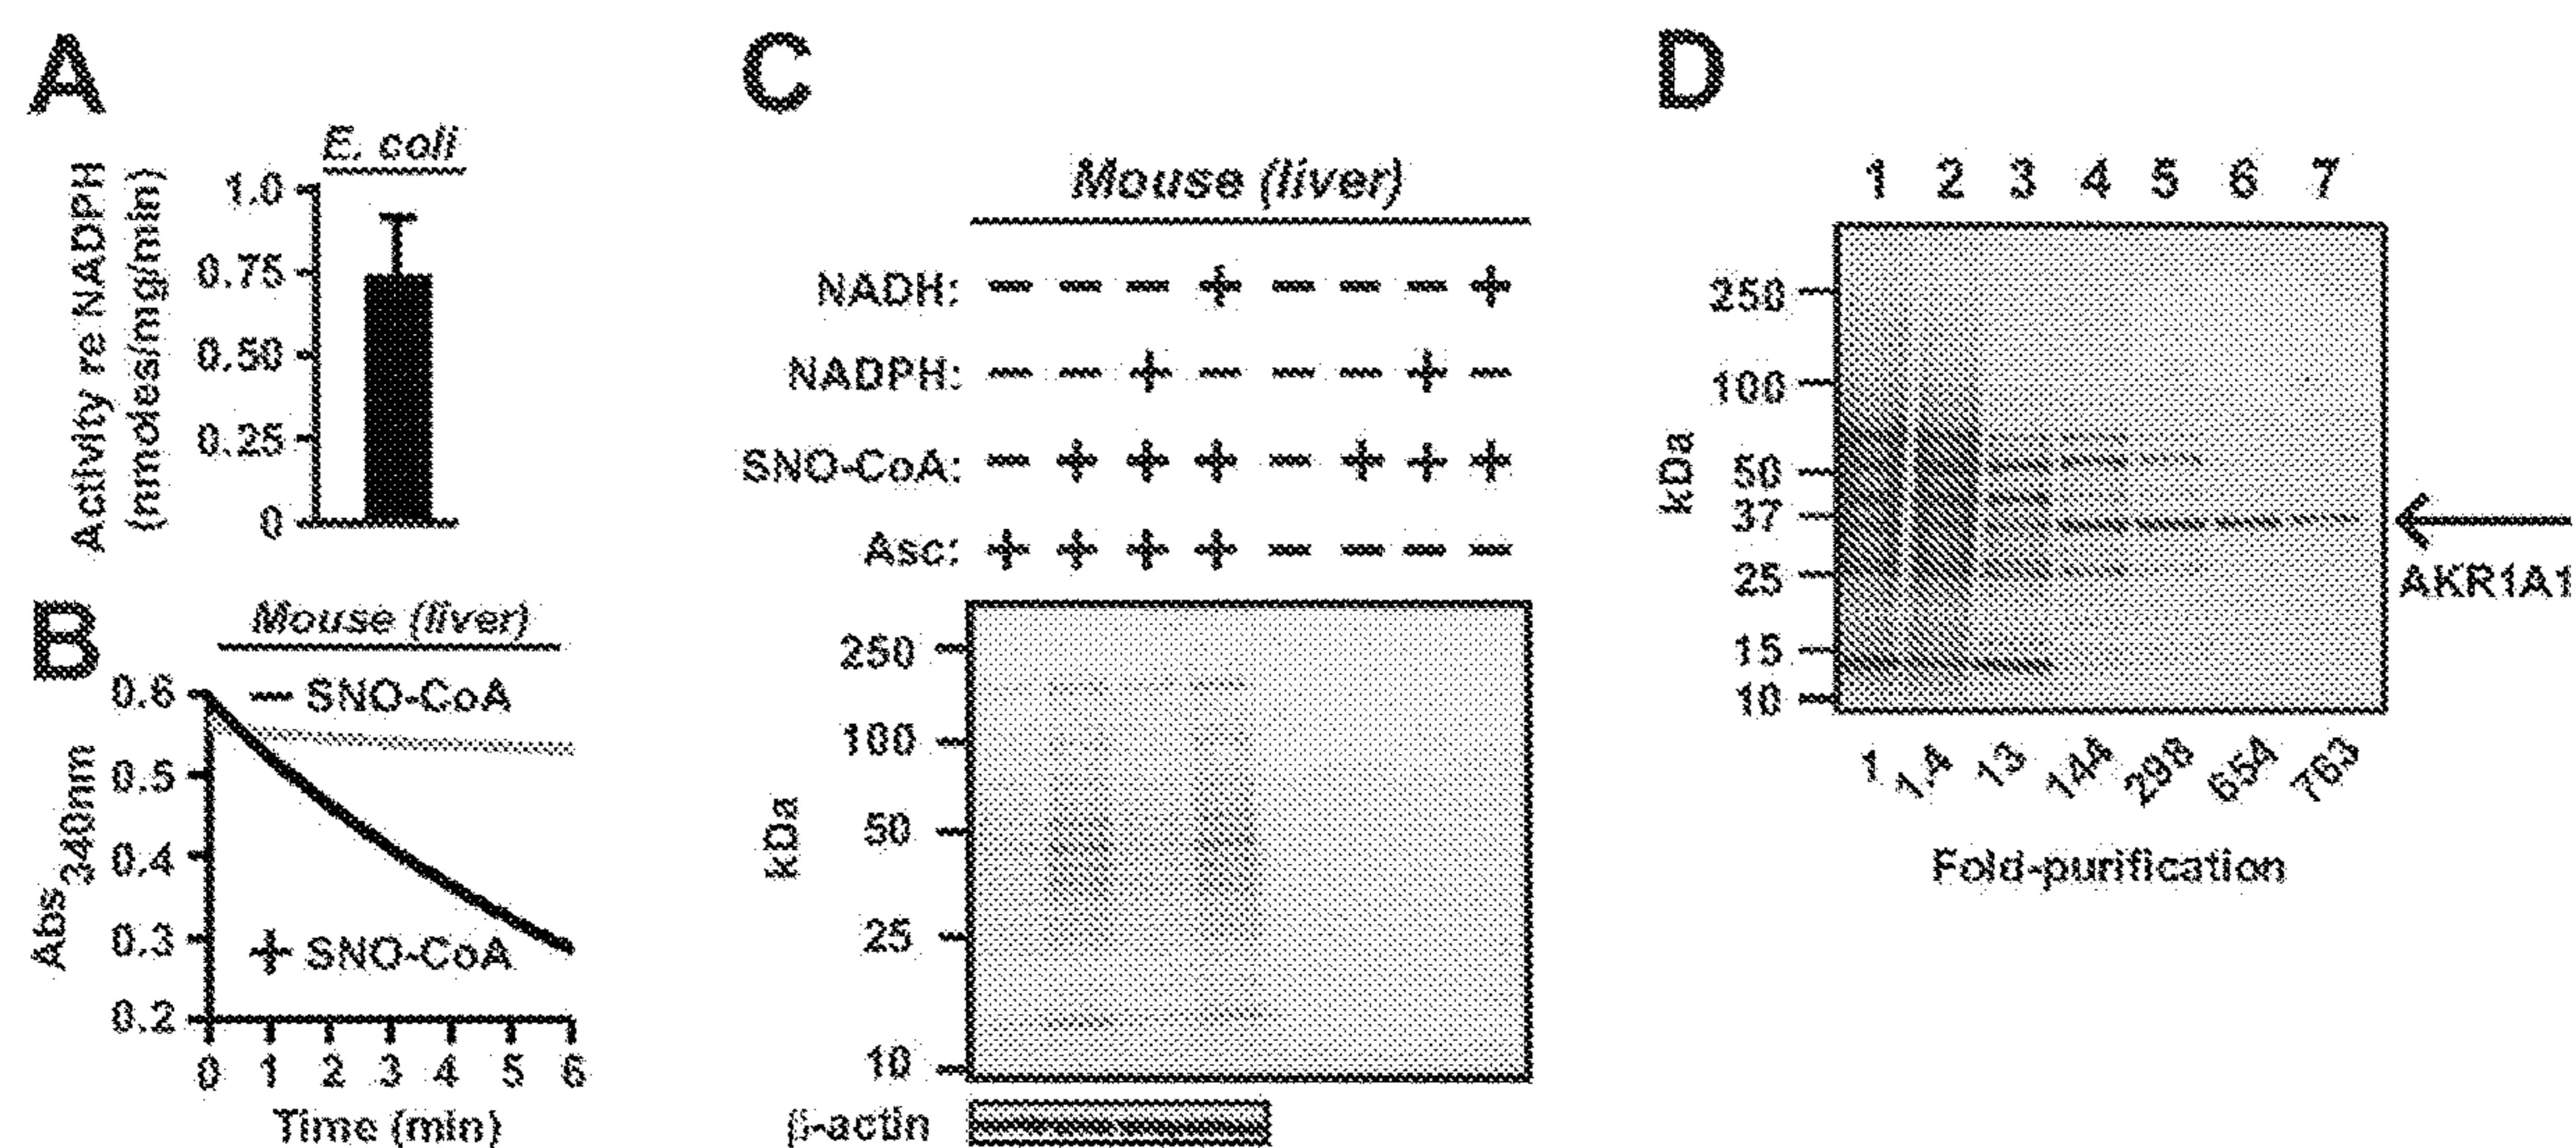 A
E. coli
Activity re NADPH
(nmoles/mg/min)
1.0
0.75
0.50
0.25
0
B
Mouse (liver)
— SNO-CoA
+ SNO-CoA
Abs340nm
0.6
0.5
0.4
0.3
0.2
0 1 2 3 4 5 6
Time (min)
C
Mouse (liver)
NADH: — — — + — — — +
NADPH: — — + — — — + —
SNO-CoA: — + + + — + + +
Asc: + + + + — — — —
kDa
250
100
50
25
10
β-actin
D
1 2 3 4 5 6 7
kDa
250
100
50
37
25
15
10
AKR1A1
1 1.4 13 144 298 654 763
Fold-purification